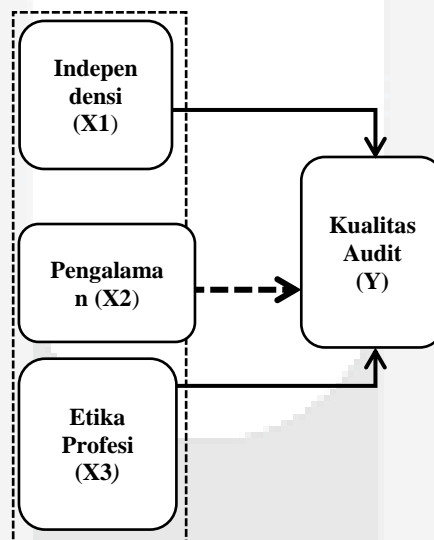 Indepen
densi
(X1)
Kualitas
Audit
(Y)
Pengalama
n (X2)
Etika
Profesi
(X3)